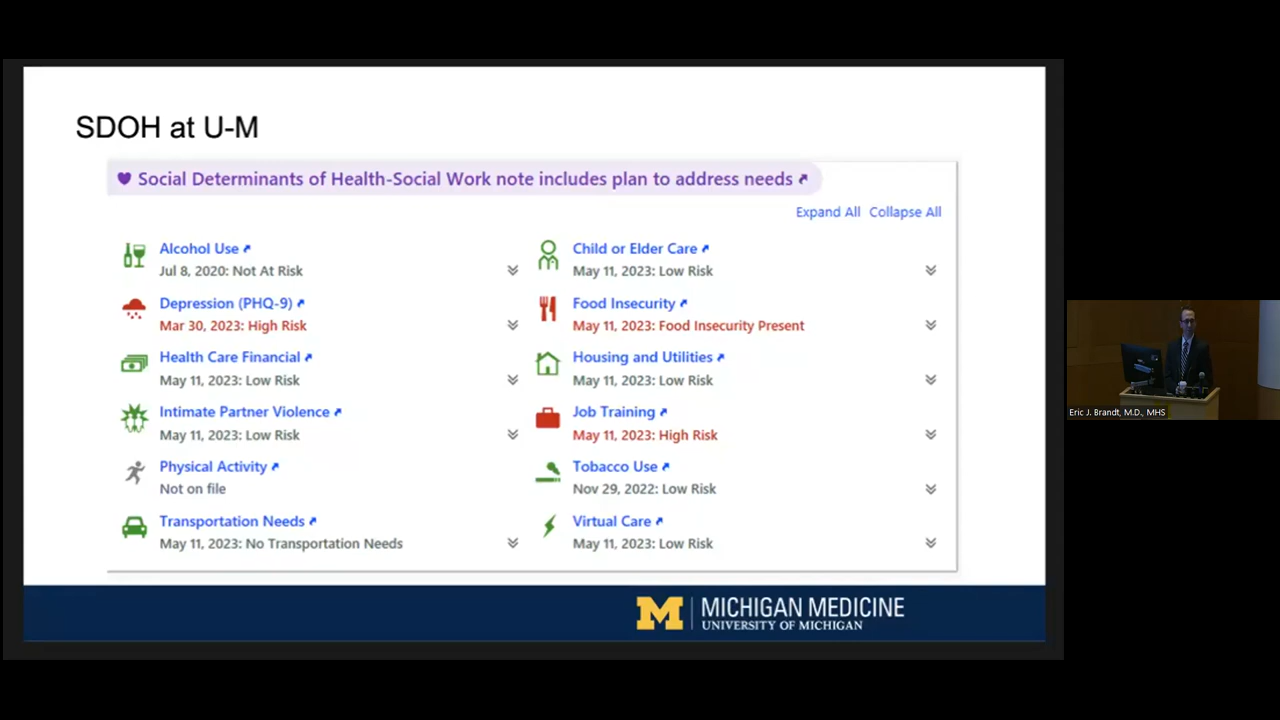 SDOH at U-M
Social Determinants of Health-Social Work note includes plan to address needs
Expand All Collapse All
Alcohol Use
Jul 8, 2020: Not At Risk
Depression (PHQ-9)
Mar 30, 2023: High Risk
Health Care Financial
May 11, 2023: Low Risk
Intimate Partner Violence
May 11, 2023: Low Risk
Physical Activity
Not on file
Transportation Needs
May 11, 2023: No Transportation Needs
Child or Elder Care
May 11, 2023: Low Risk
Food Insecurity
May 11, 2023: Food Insecurity Present
Housing and Utilities
May 11, 2023: Low Risk
Job Training
May 11, 2023: High Risk
Tobacco Use
Nov 29, 2022: Low Risk
Virtual Care
May 11, 2023: Low Risk
M MICHIGAN MEDICINE
UNIVERSITY OF MICHIGAN
Eric J. Brandt, M.D., MHS